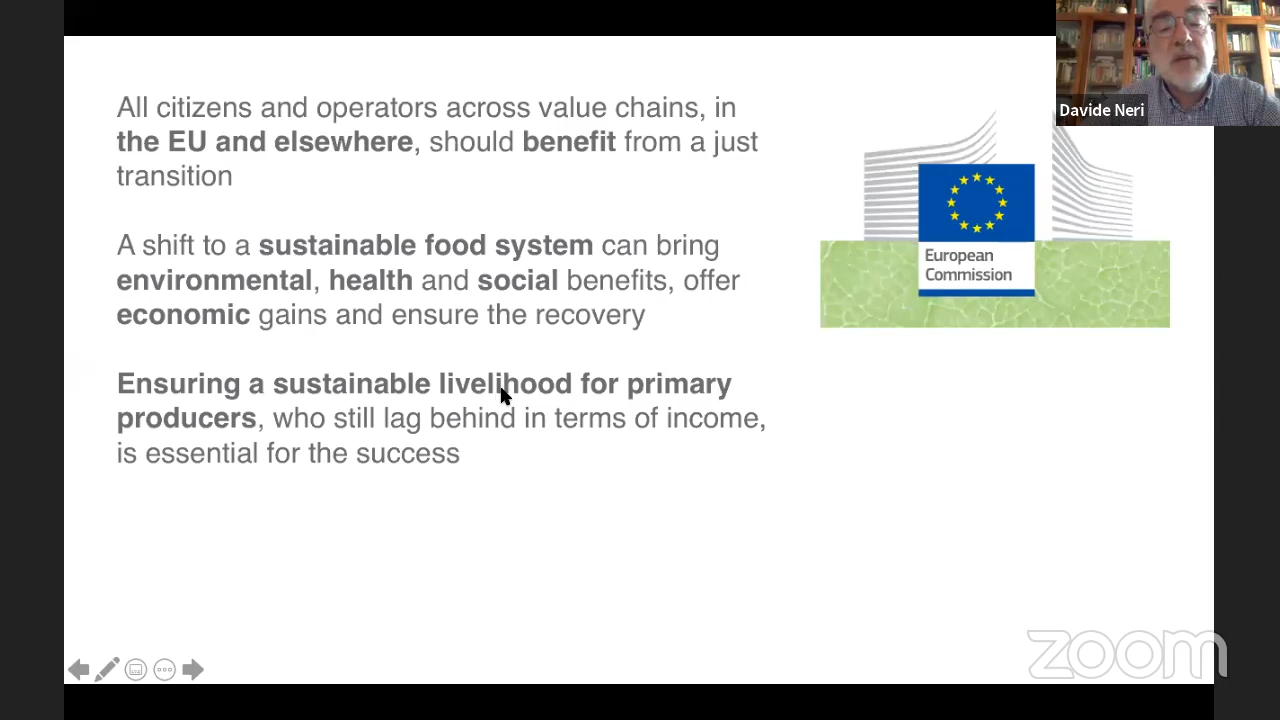 All citizens and operators across value chains, in
the EU and elsewhere, should benefit from a just
transition
A shift to a sustainable food system can bring
environmental, health and social benefits, offer
economic gains and ensure the recovery
Ensuring a sustainable livelihood for primary
producers, who still lag behind in terms of income,
is essential for the success
Davide Neri
European
Commission
zoom